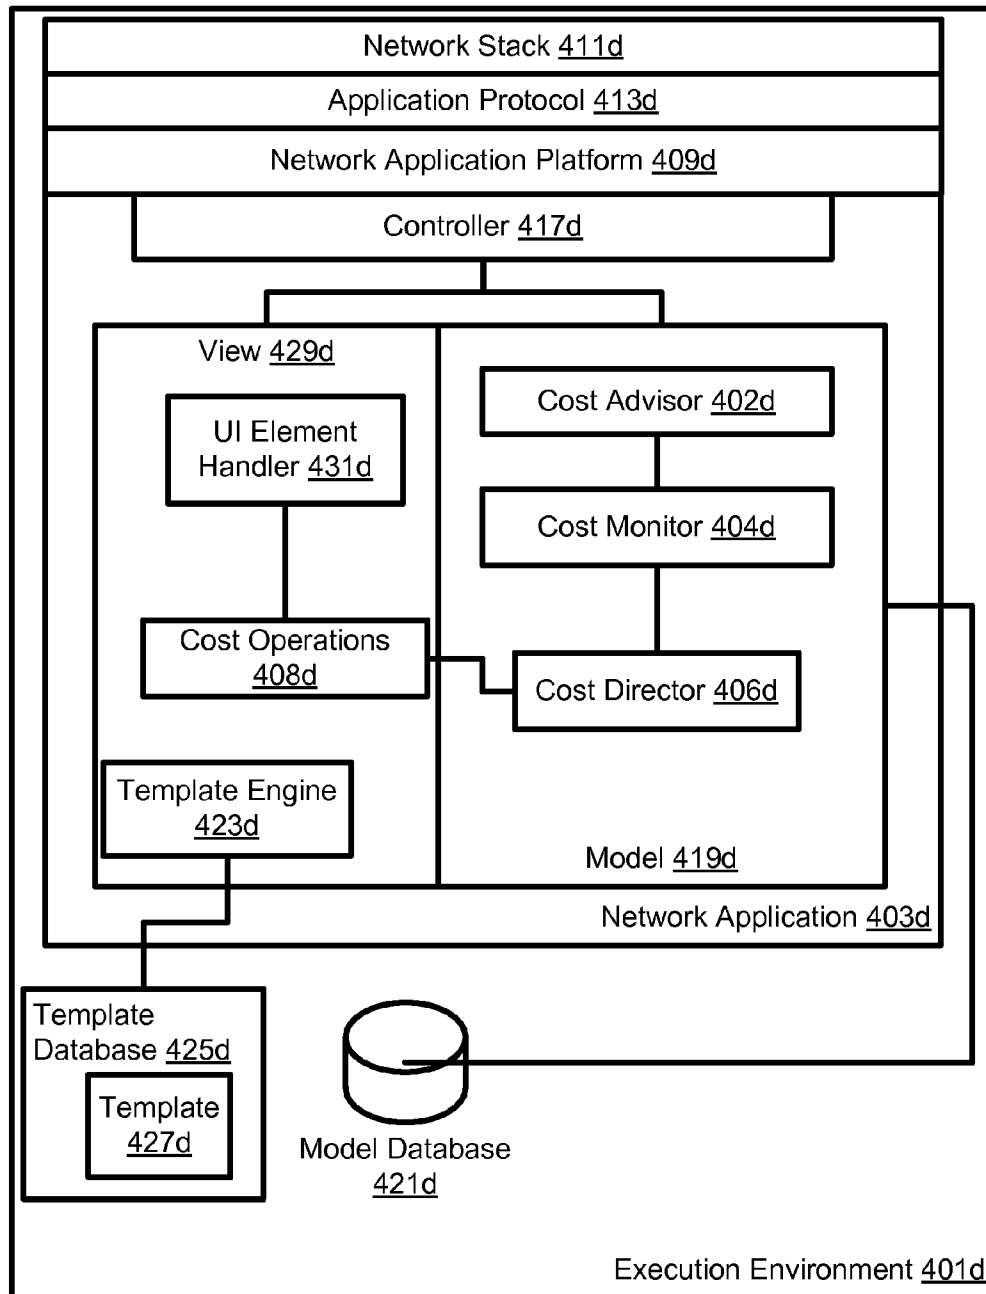 Network Stack 411d
Application Protocol 413d
Network Application Platform 409d
Controller 417d
View 429d
UI Element
Handler 431d
Cost Operations
408d
Template Engine
423d
Cost Advisor 402d
Cost Monitor 404d
Cost Director 406d
Model 419d
Network Application 403d
Template
Database 425d
Template
427d
Model Database
421d
Execution Environment 401d